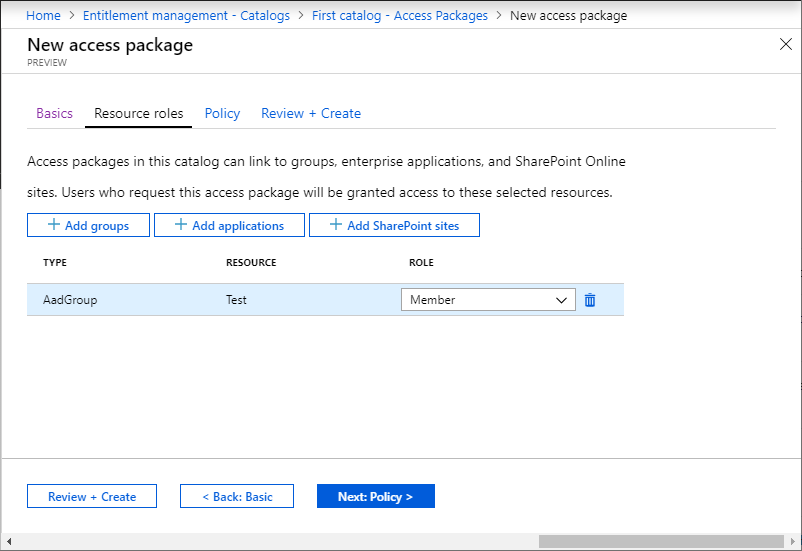 Home > Entitlement management - Catalogs > First catalog - Access Packages > New access package
New access package
PREVIEW
Basics Resource roles Policy Review + Create
Access packages in this catalog can link to groups, enterprise applications, and SharePoint Online
sites. Users who request this access package will be granted access to these selected resources.
+ Add groups + Add applications + Add SharePoint sites
TYPE RESOURCE ROLE
AadGroup Test Member
Review + Create < Back: Basic Next: Policy >